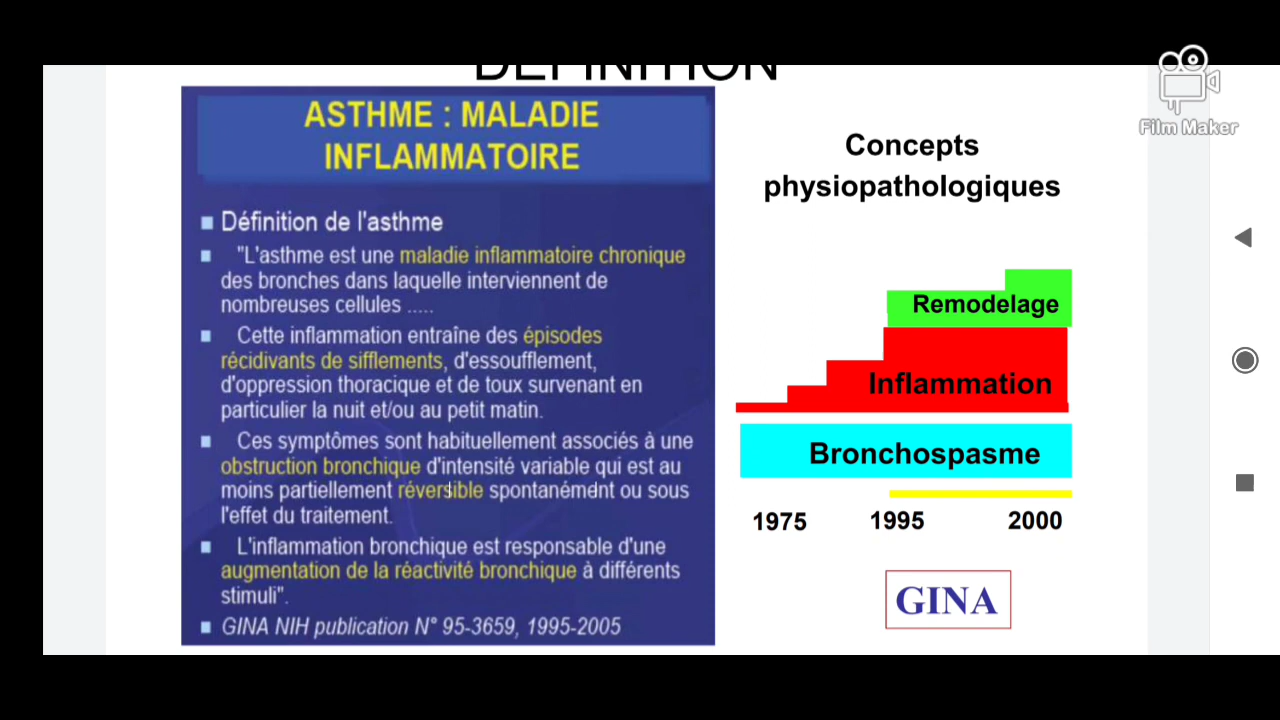 DEFINITION
ASTHME : MALADIE
INFLAMMATOIRE
Définition de l'asthme
"L'asthme est une maladie inflammatoire chronique
des bronches dans laquelle interviennent de
nombreuses cellules .....
Cette inflammation entraîne des épisodes
récidivants de sifflements, d'essoufflement,
d'oppression thoracique et de toux survenant en
particulier la nuit et/ou au petit matin.
Ces symptômes sont habituellement associés à une
obstruction bronchique d'intensité variable qui est au
moins partiellement réversible spontanément ou sous
l'effet du traitement.
L'inflammation bronchique est responsable d'une
augmentation de la réactivité bronchique à différents
stimuli".
GINA NIH publication N° 95-3659, 1995-2005
Concepts
physiopathologiques
Remodelage
Inflammation
Bronchospasme
1975 1995 2000
GINA
Film Maker